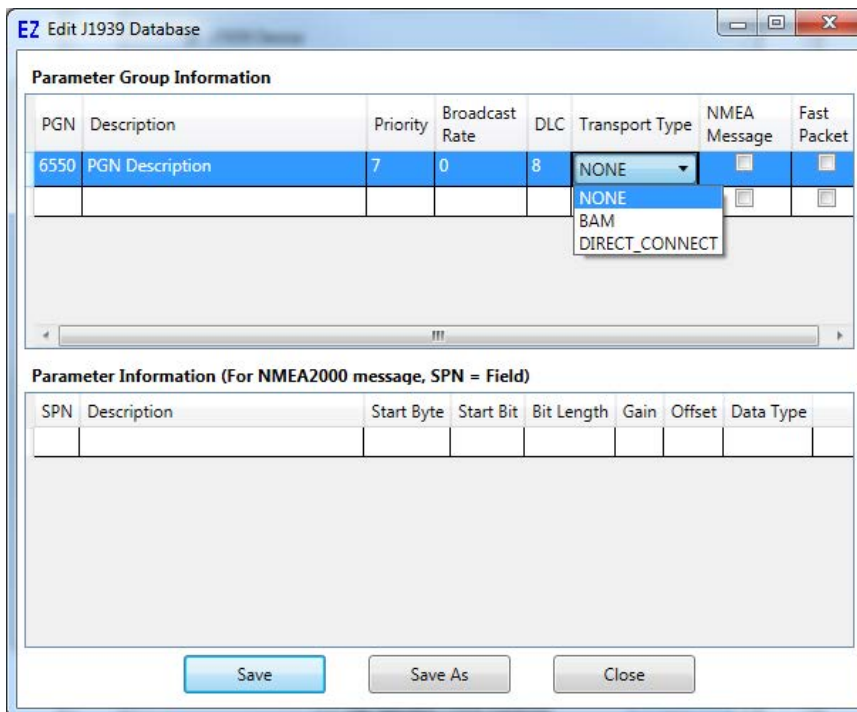 EZ Edit J1939 Database
Parameter Group Information
PGN Description Priority Broadcast Rate DLC Transport Type NMEA Message Fast Packet
6550 PGN Description 7 0 8 NONE
NONE
BAM
DIRECT_CONNECT
Parameter Information (For NMEA2000 message, SPN = Field)
SPN Description Start Byte Start Bit Bit Length Gain Offset Data Type
Save Save As Close